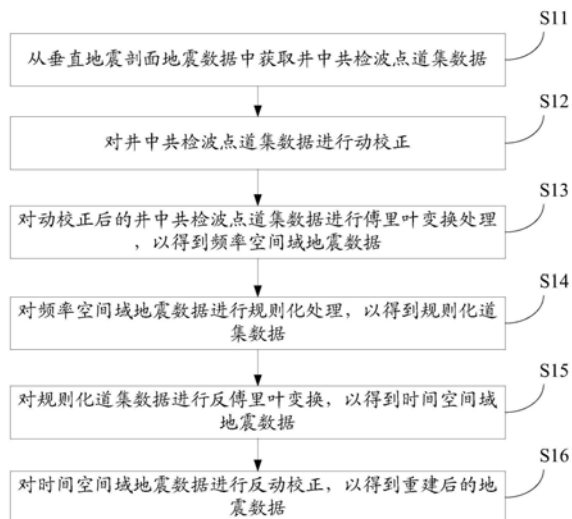 S11
从垂直地震剖面地震数据中获取井中共检波点道集数据
S12
对井中共检波点道集数据进行动校正
S13
对动校正后的井中共检波点道集数据进行傅里叶变换处理
，以得到频率空间域地震数据
S14
对频率空间域地震数据进行规则化处理，以得到规则化道
集数据
S15
对规则化道集数据进行反傅里叶变换，以得到时间空间域
地震数据
S16
对时间空间域地震数据进行反动校正，以得到重建后的地
震数据